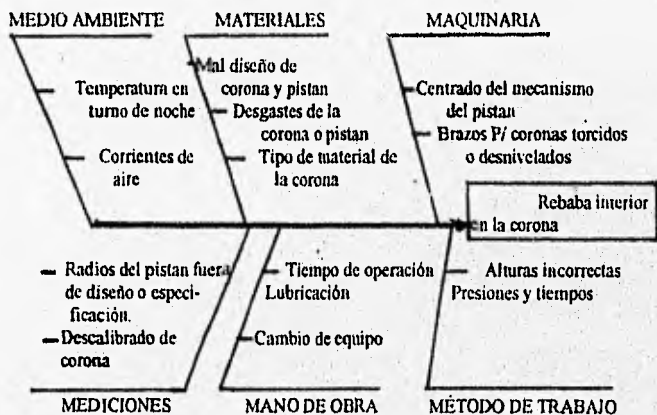 MEDIO AMBIENTE
MATERIALES
MAQUINARIA
Temperatura en
turno de noche
Corrientes de
aire
Mal diseño de
corona y pistan
Desgastes de la
corona o pistan
Tipo de material de
la corona
Centrado del mecanismo
del pistan
Brazos P/ coronas torcidos
o desnivelados
Rebaba interior
en la corona
Radios del pistan fuera
de diseño o especi-
ficación.
Descalibrado de
corona
Tiempo de operación
Lubricación
Cambio de equipo
Alturas incorrectas
Presiones y tiempos
MEDICIONES
MANO DE OBRA
MÉTODO DE TRABAJO